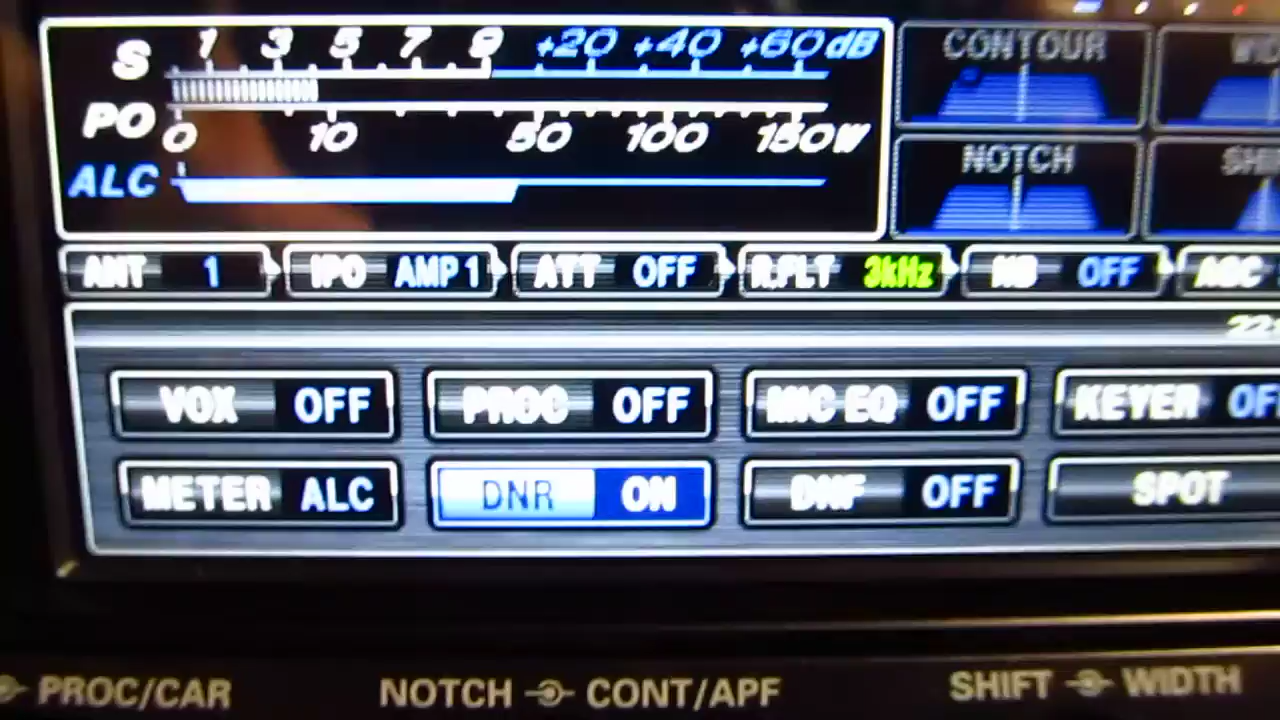 S 1 3 5 7 9 +20 +40 +60dB
CONTOUR
PO 0 10 50 100 150W
ALC
NOTCH
ANT 1 IPO AMP1 ATT OFF R.FLT 3kHz NB OFF AGC
22:
VOX OFF PROC OFF MIC EQ OFF KEYER OF
METER ALC DNR ON DNF OFF SPOT
PROC/CAR NOTCH CONT/APF SHIFT WIDTH